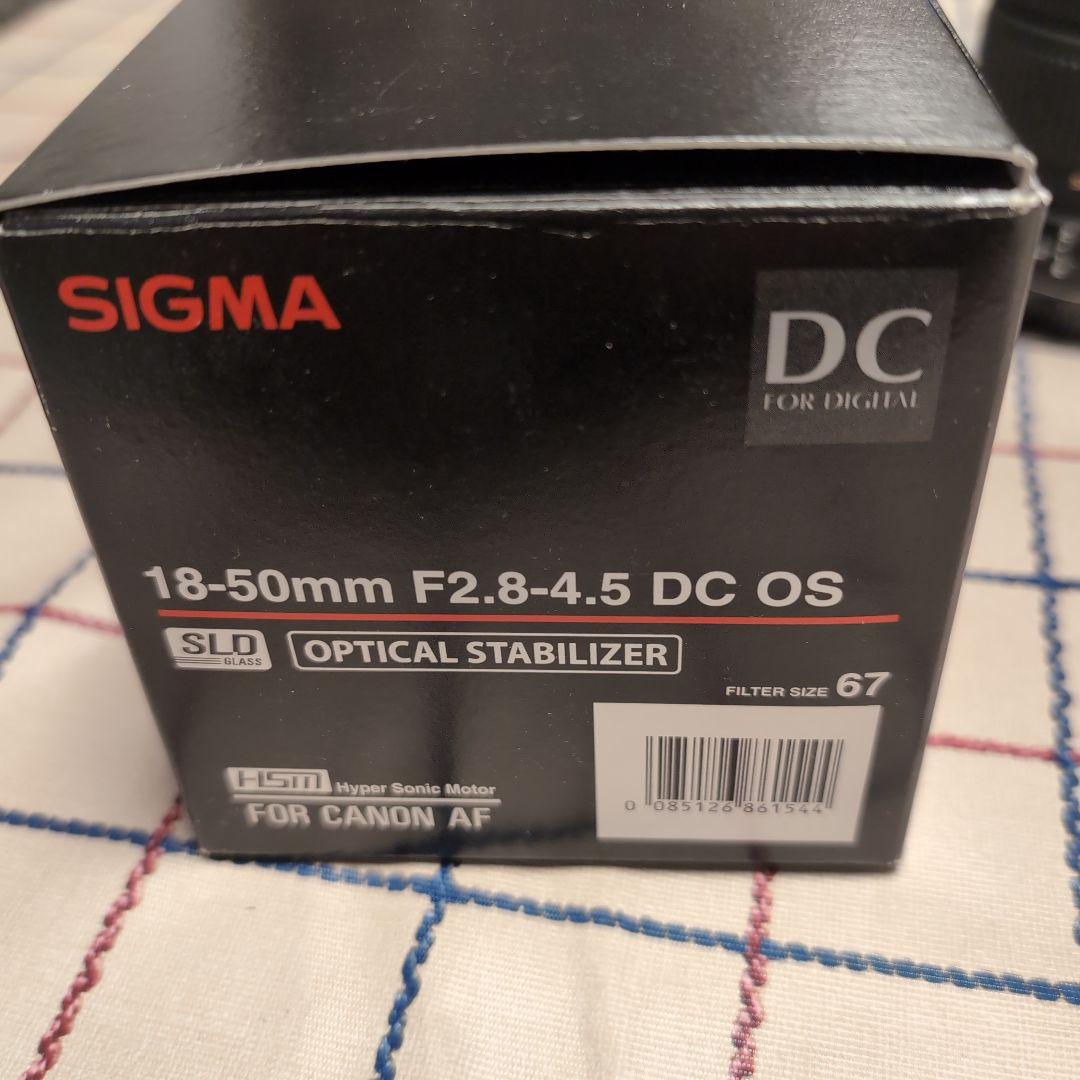 SIGMA
DC
FOR DIGITAL
18-50mm F2.8-4.5 DC OS
SLD
GLASS
OPTICAL STABILIZER
FILTER SIZE 67
HSM Hyper Sonic Motor
FOR CANON AF
0 085126 861544